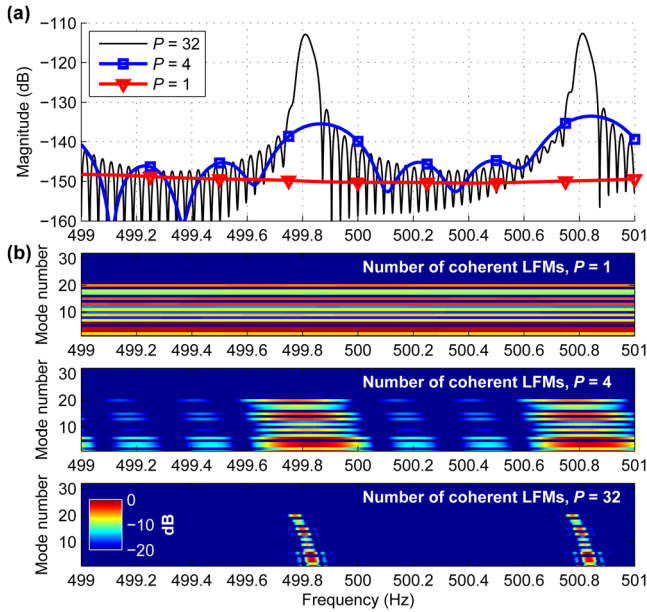 (a)
−110
−120
−130
−140
−150
−160
Magnitude (dB)
P = 32
P = 4
P = 1
499 499.2 499.4 499.6 499.8 500 500.2 500.4 500.6 500.8 501
(b)
Mode number
30
20
10
Number of coherent LFMs, P = 1
499 499.2 499.4 499.6 499.8 500 500.2 500.4 500.6 500.8 501
Mode number
30
20
10
Number of coherent LFMs, P = 4
499 499.2 499.4 499.6 499.8 500 500.2 500.4 500.6 500.8 501
Mode number
30
20
10
0
−10
−20
dB
Number of coherent LFMs, P = 32
499 499.2 499.4 499.6 499.8 500 500.2 500.4 500.6 500.8 501
Frequency (Hz)